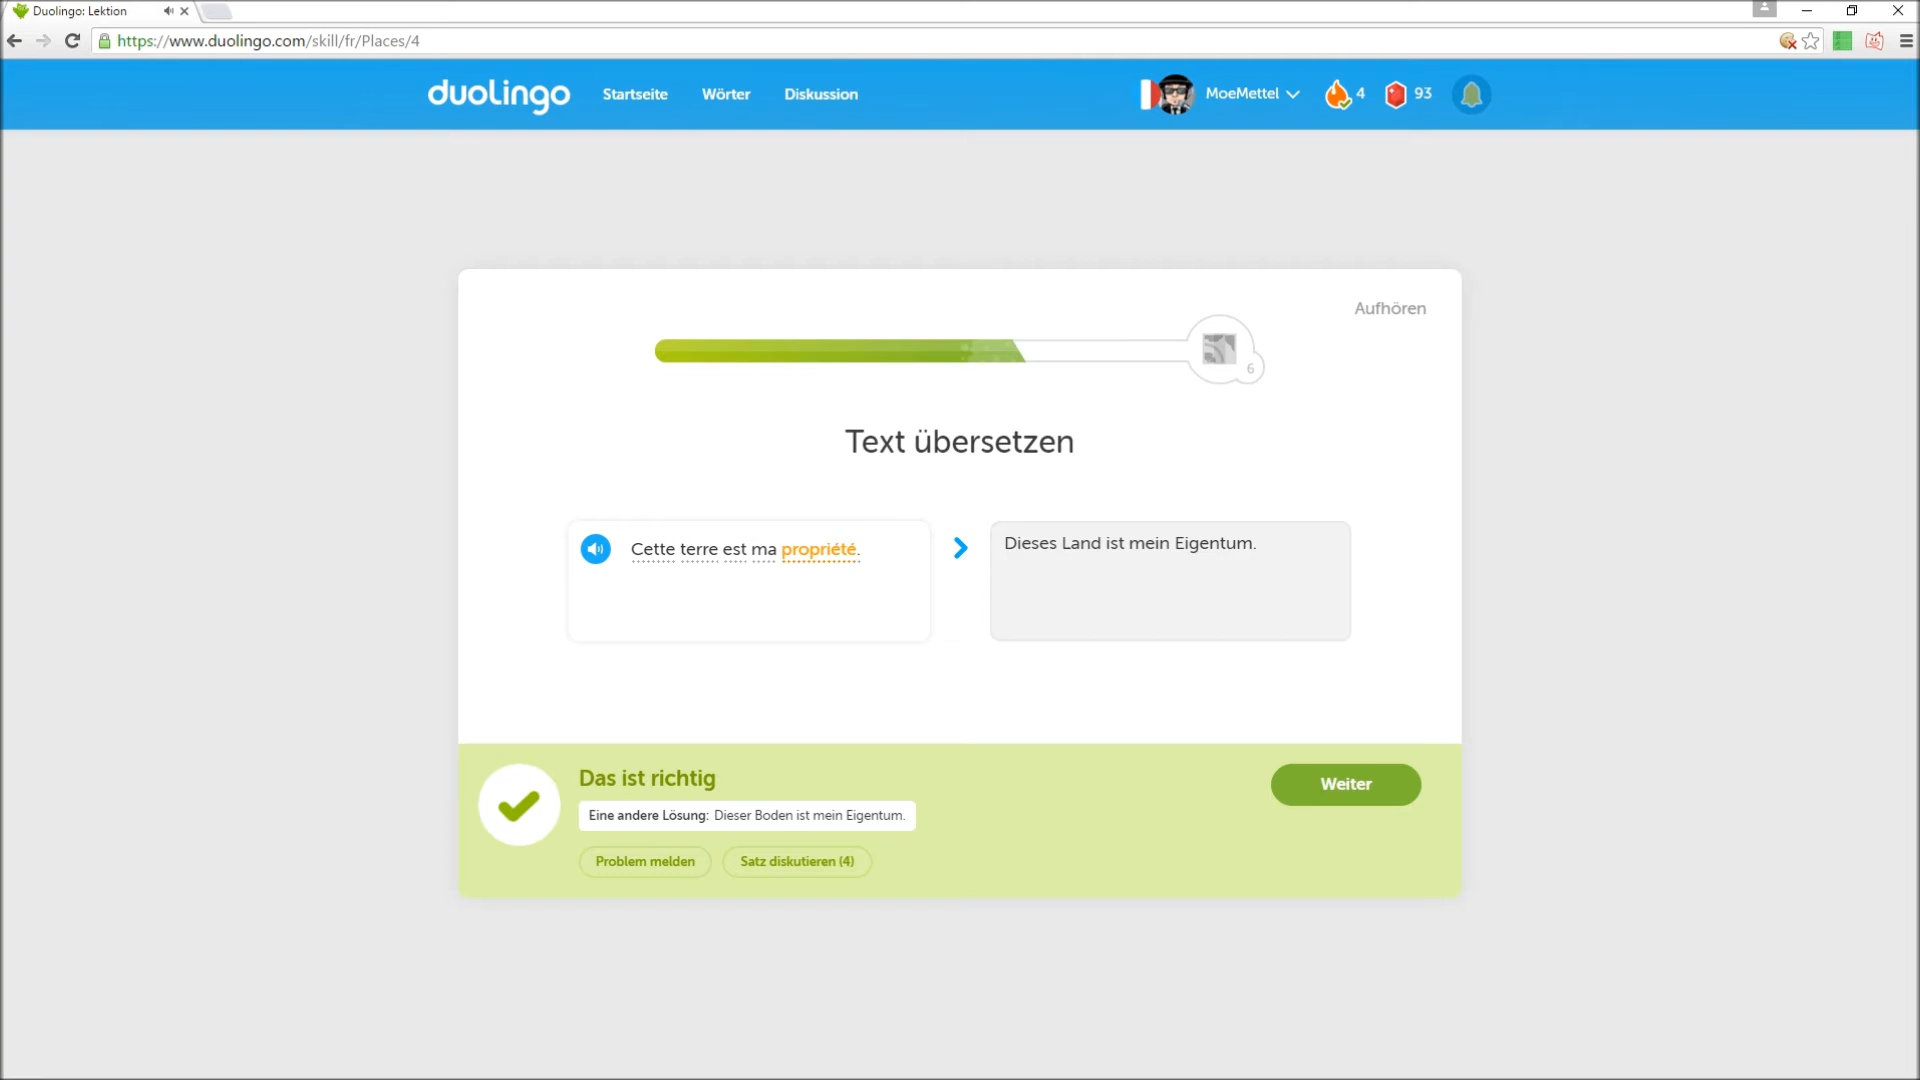 Duolingo: Lektion
https://www.duolingo.com/skill/fr/Places/4
duolingo Startseite Wörter Diskussion MoeMettel 4 93
Aufhören
6
Text übersetzen
Cette terre est ma propriété.
Dieses Land ist mein Eigentum.
Das ist richtig
Weiter
Eine andere Lösung: Dieser Boden ist mein Eigentum.
Problem melden Satz diskutieren (4)